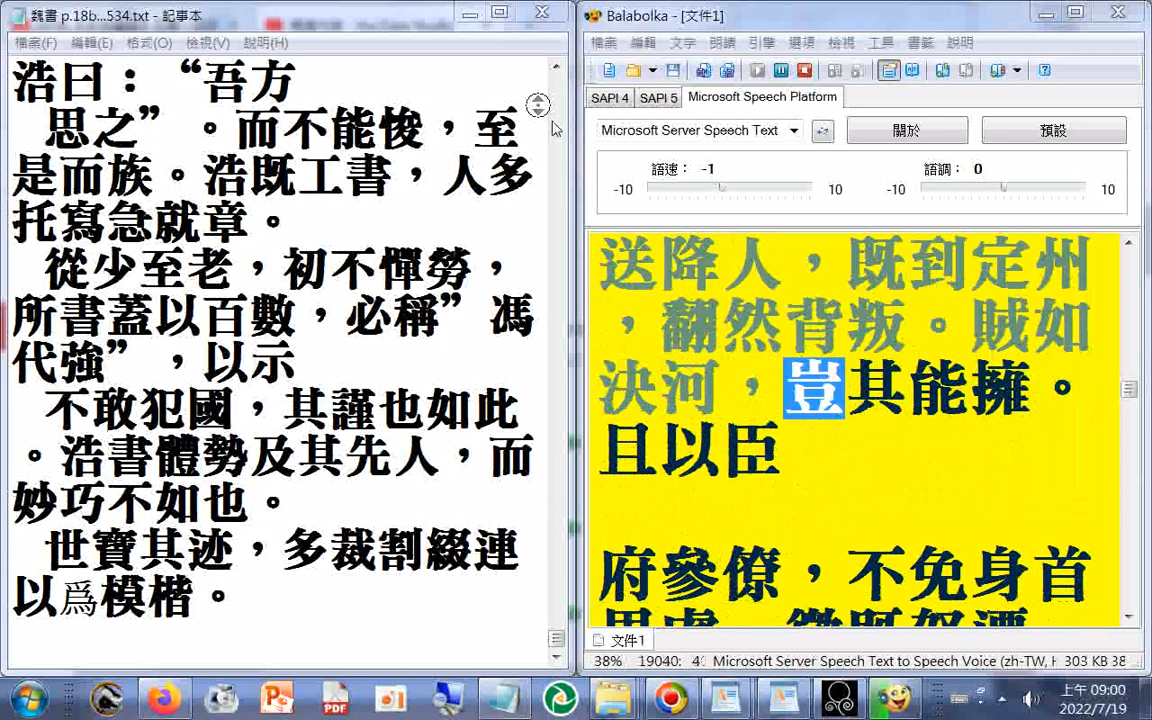 魏書 p.18b...534.txt - 記事本
檔案(F) 編輯(E) 格式(O) 檢視(V) 說明(H)
浩曰：“吾方
思之”。而不能悛，至
是而族。浩既工書，人多
托寫急就章。
從少至老，初不憚勞，
所書蓋以百數，必稱”馮
代強”，以示
不敢犯國，其謹也如此
。浩書體勢及其先人，而
妙巧不如也。
世寶其迹，多裁割綴連
以爲模楷。
Balabolka - [文件1]
檔案 編輯 文字 朗讀 引擎 選項 檢視 工具 書籤 說明
SAPI 4 SAPI 5 Microsoft Speech Platform
Microsoft Server Speech Text 關於 預設
語速： -1 語調： 0
-10 10 -10 10
送降人，既到定州
，翻然背叛。賊如
決河，豈其能擁。
且以臣
府參僚，不免身首
文件1
38% 19040: Microsoft Server Speech Text to Speech Voice (zh-TW, H 303 KB 38
PDF
上午 09:00
2022/7/19